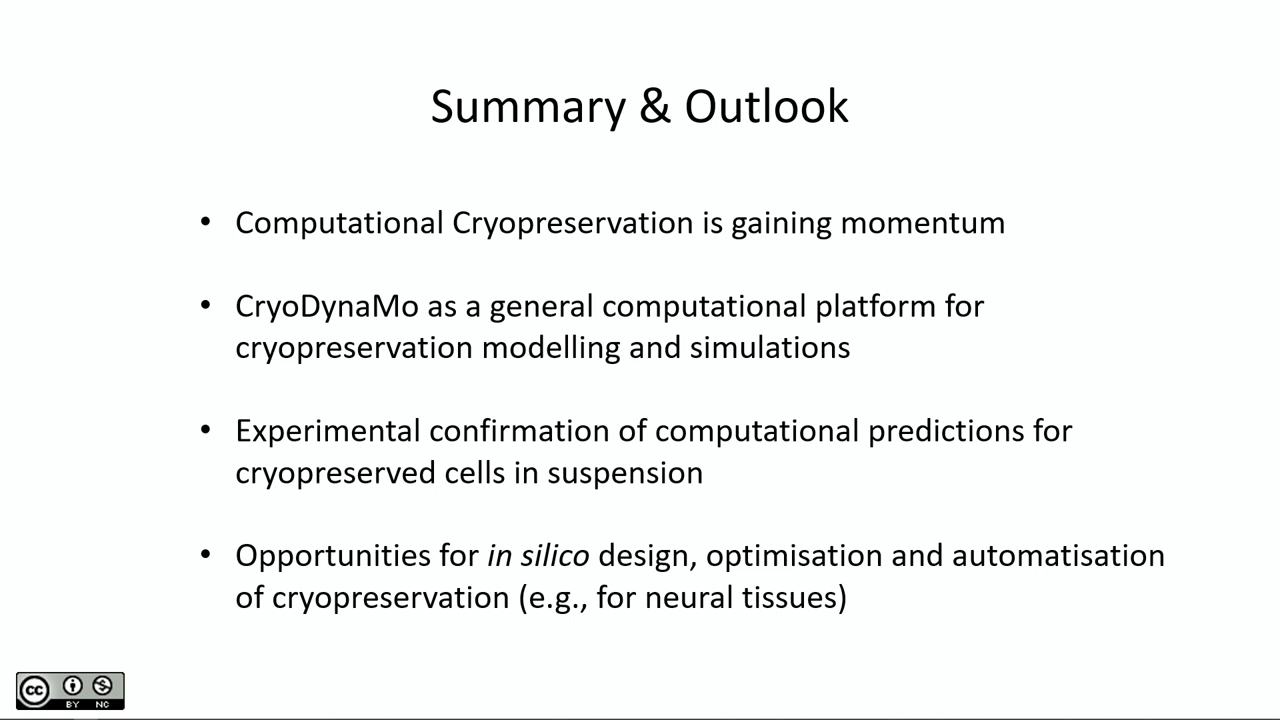 Summary & Outlook
• Computational Cryopreservation is gaining momentum
• CryoDynaMo as a general computational platform for
cryopreservation modelling and simulations
• Experimental confirmation of computational predictions for
cryopreserved cells in suspension
• Opportunities for in silico design, optimisation and automatisation
of cryopreservation (e.g., for neural tissues)
cc
BY NC